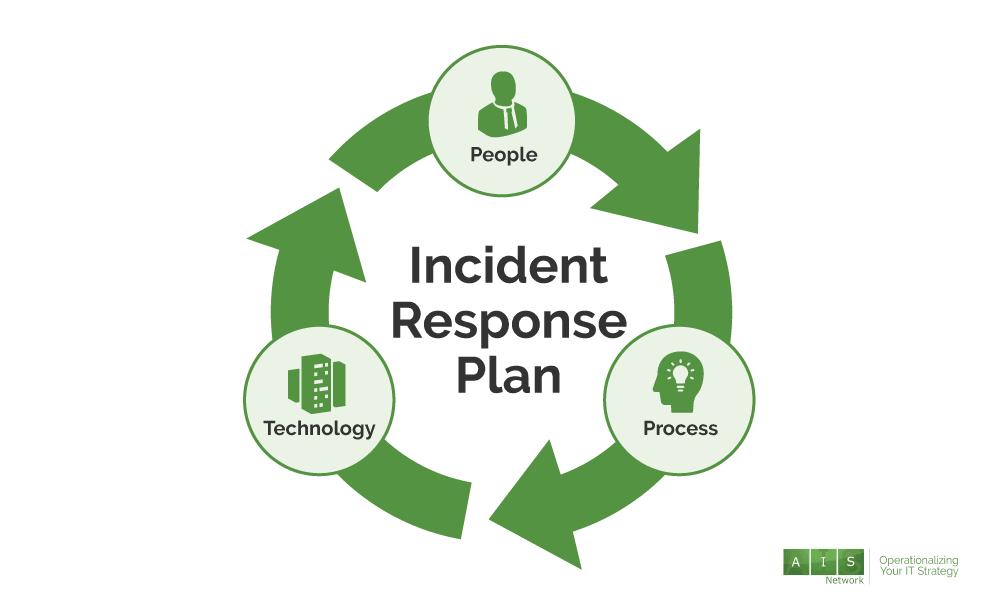 People
Incident
Response
Plan
Technology
Process
A I S
Network
Operationalizing
Your IT Strategy